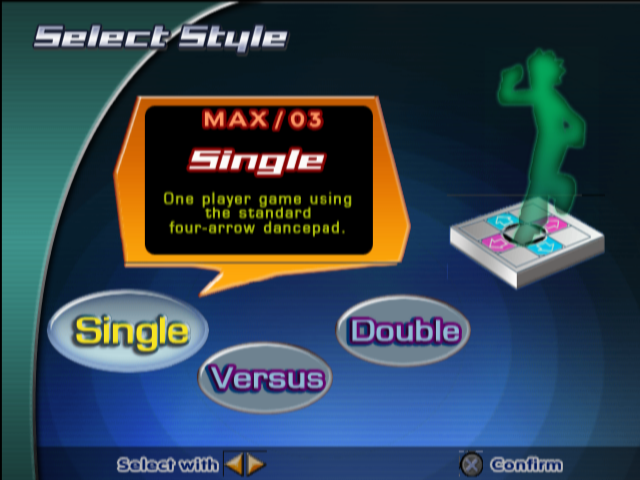 Select Style
MAX/03
Single
One player game using
the standard
four-arrow dancepad.
Single
Double
Versus
Select with
Confirm